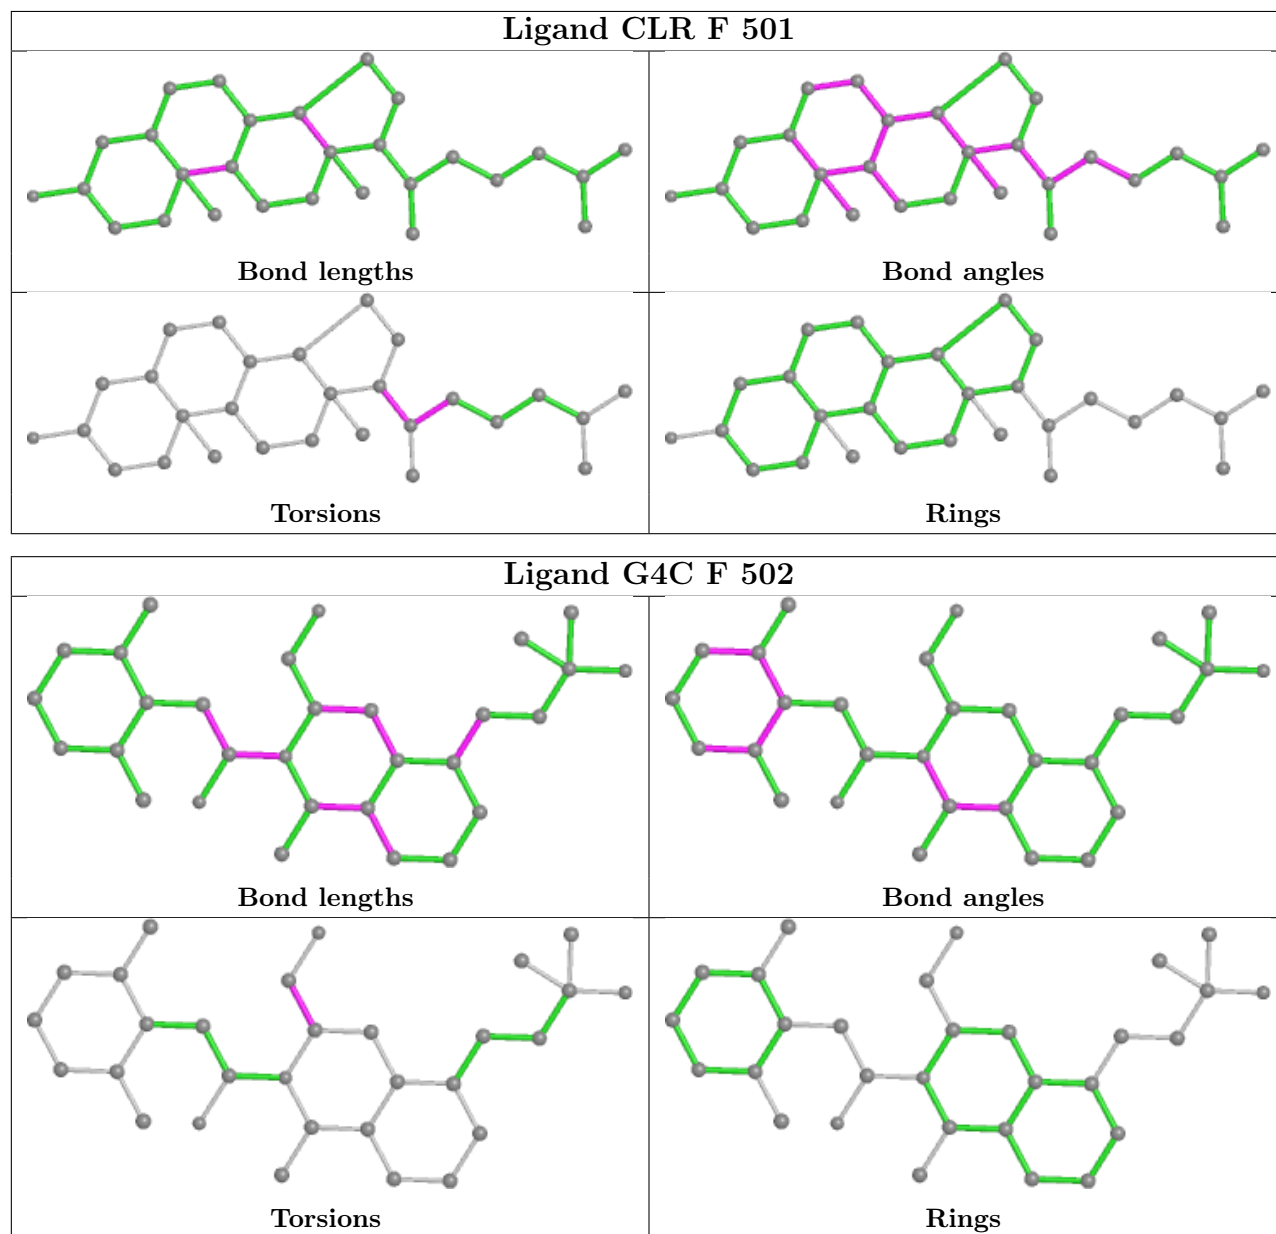 Ligand CLR F 501
Bond lengths
Bond angles
Torsions
Rings
Ligand G4C F 502
Bond lengths
Bond angles
Torsions
Rings